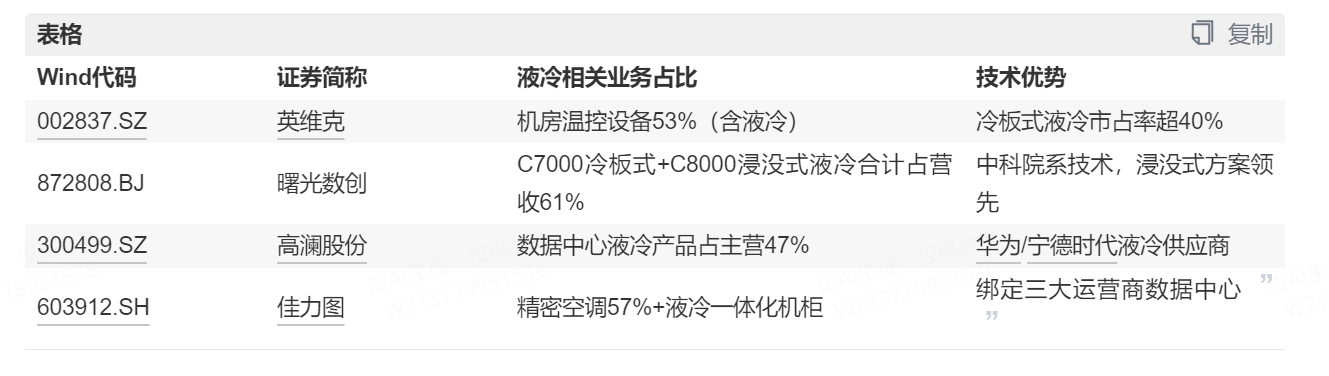 表格 复制
Wind代码 证券简称 液冷相关业务占比 技术优势
002837.SZ 英维克 机房温控设备53%（含液冷） 冷板式液冷市占率超40%
872808.BJ 曙光数创 C7000冷板式+C8000浸没式液冷合计占营收61% 中科院系技术，浸没式方案领先
300499.SZ 高澜股份 数据中心液冷产品占主营47% 华为/宁德时代液冷供应商
603912.SH 佳力图 精密空调57%+液冷一体化机柜 绑定三大运营商数据中心 ” ”